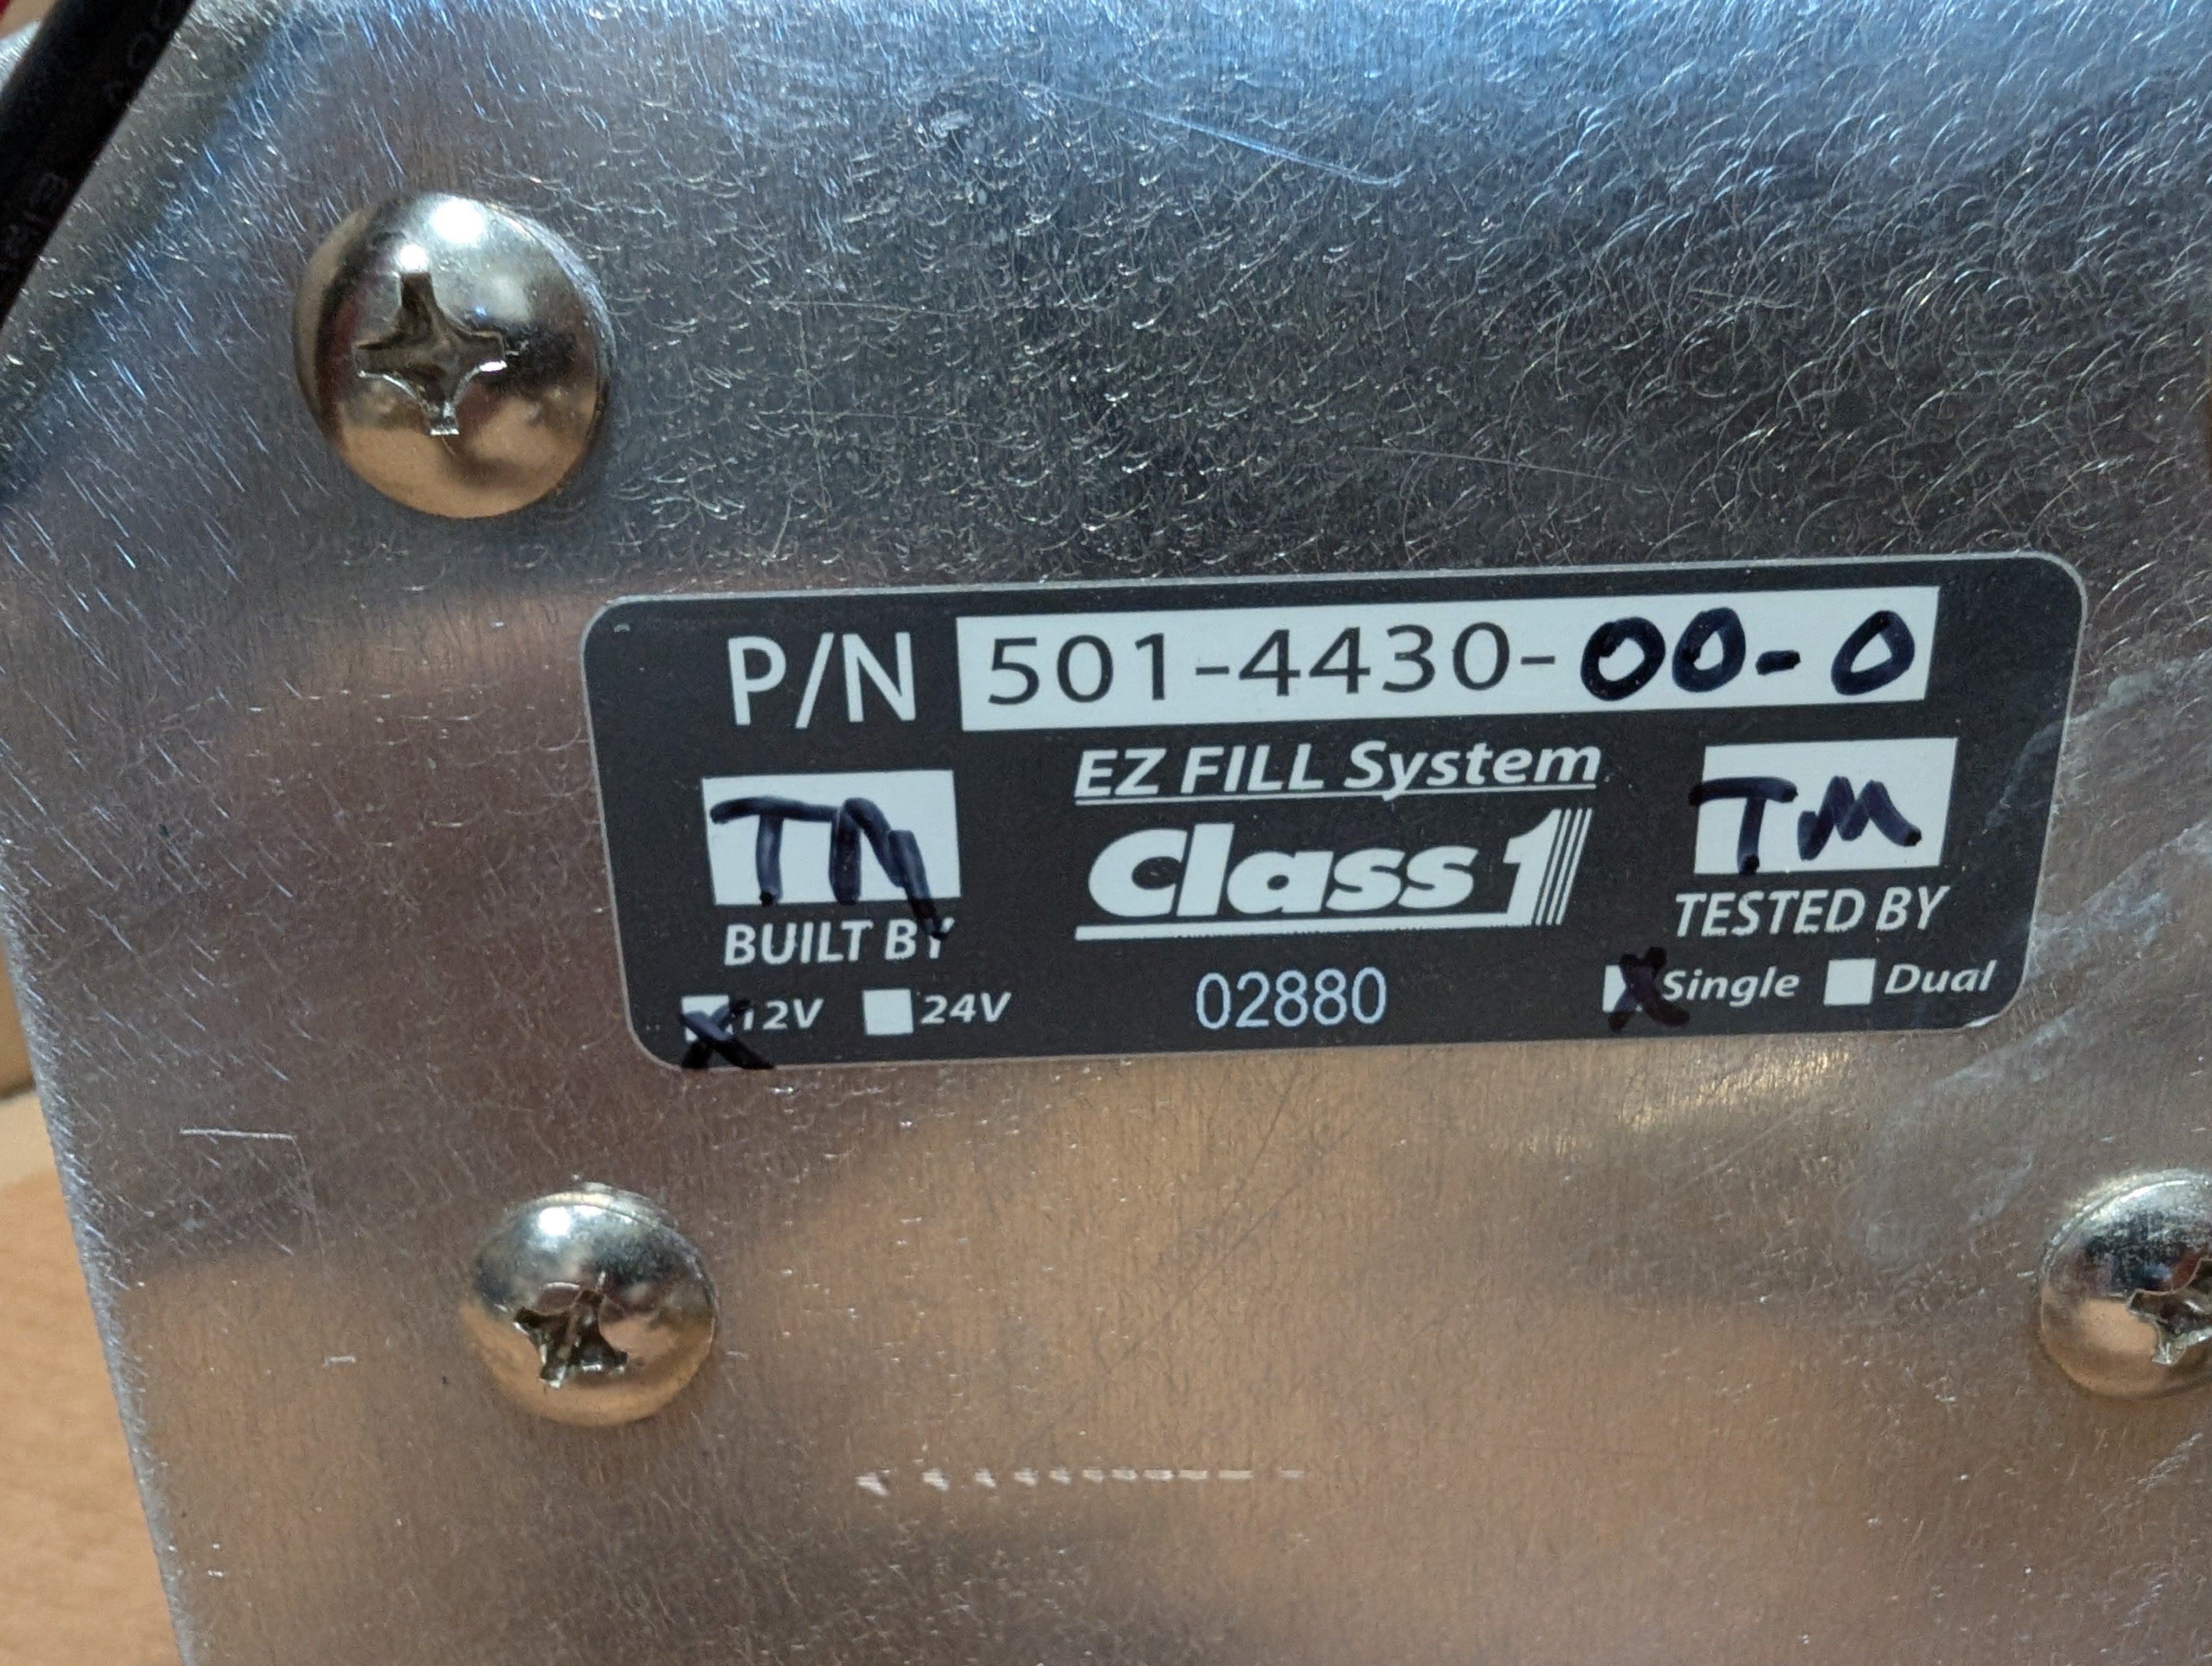 P/N 501-4430-00-0
EZ FILL System
TM Class 1 TM
BUILT BY TESTED BY
X 12V 24V 02880 X Single Dual